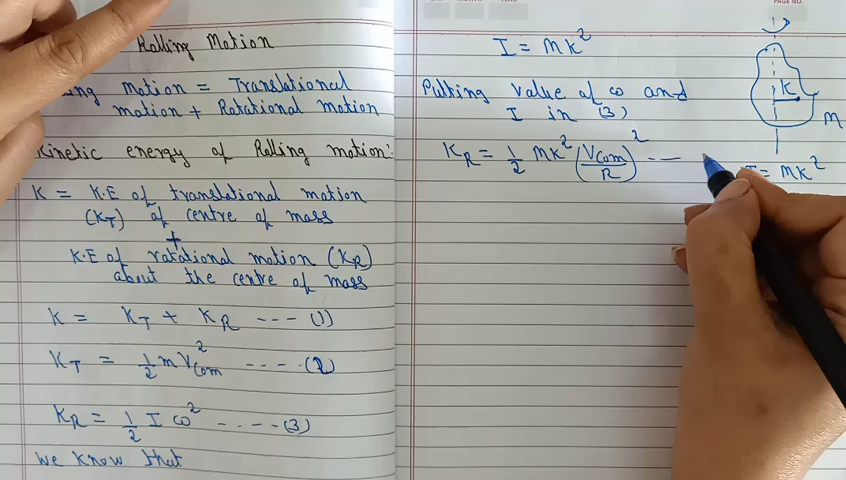 Rolling Motion
motion = Translational
motion + Rotational motion
Kinetic energy of Rolling motion:
K = K.E of translational motion
(KT) of centre of mass
+
K.E of rotational motion (KR)
about the centre of mass
K = KT + KR ---- (1)
KT = 1/2 m V²com ---- (2)
KR = 1/2 I ω² ----- (3)
we know that
PAGE NO.
I = MK²
Putting value of ω and
I in (3)
KR = 1/2 MK² (Vcom/R)² -- —
K
M
I = MK²